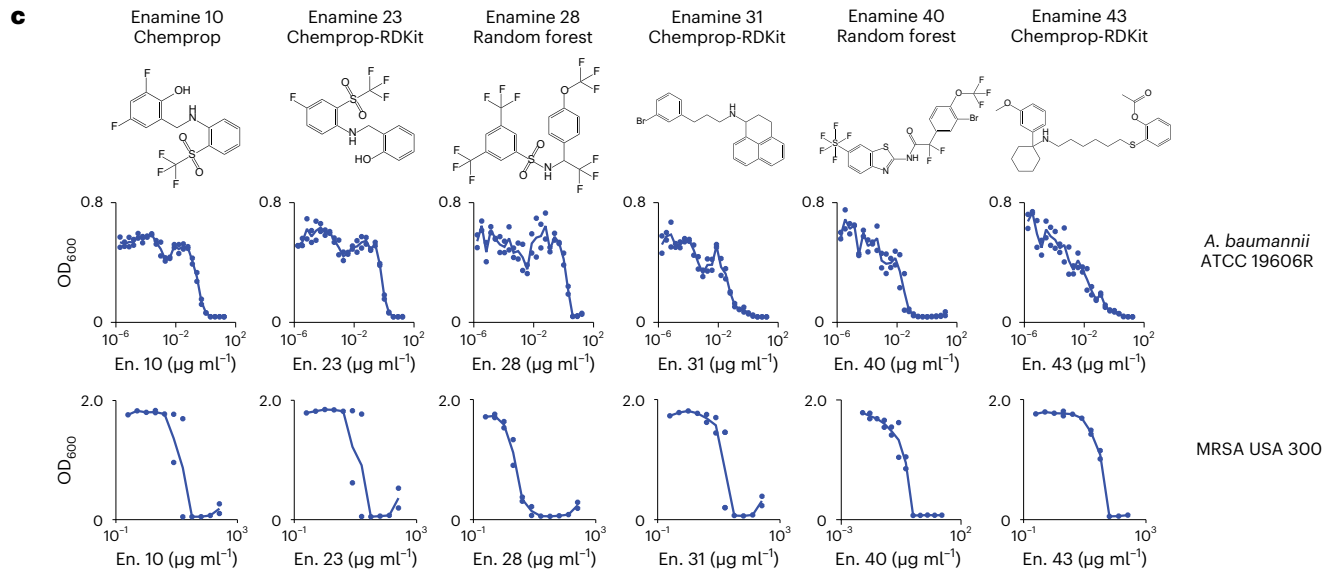 c
Enamine 10
Chemprop
Enamine 23
Chemprop-RDKit
Enamine 28
Random forest
Enamine 31
Chemprop-RDKit
Enamine 40
Random forest
Enamine 43
Chemprop-RDKit
F
OH
F
H
N
O
S
O
F
F
F
F
F
F
O
S
F
O
N
H
HO
F
F
F
O
F
F
F
F
F
F
O
S
O
N
H
F
F
F
H
N
Br
F
F
O
F
Br
F
F
F
S
F
F
S
N
O
NH
F
F
O
H
N
O
O
S
0.8
0
OD600
10−6
10−2
102
En. 10 (µg ml−1)
0.8
0
10−6
10−2
102
En. 23 (µg ml−1)
0.8
0
10−6
10−2
102
En. 28 (µg ml−1)
0.8
0
10−6
10−2
102
En. 31 (µg ml−1)
0.8
0
10−6
10−2
102
En. 40 (µg ml−1)
0.8
0
10−6
10−2
102
En. 43 (µg ml−1)
A. baumannii
ATCC 19606R
2.0
0
OD600
10−1
103
En. 10 (µg ml−1)
2.0
0
10−1
103
En. 23 (µg ml−1)
2.0
0
10−1
103
En. 28 (µg ml−1)
2.0
0
10−1
103
En. 31 (µg ml−1)
2.0
0
10−3
102
En. 40 (µg ml−1)
2.0
0
10−1
103
En. 43 (µg ml−1)
MRSA USA 300